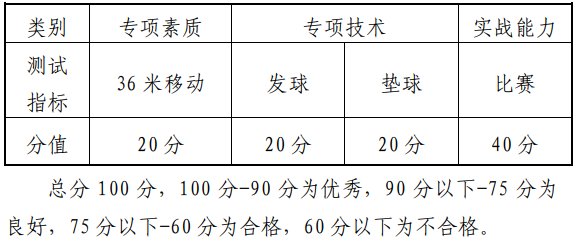 类别 专项素质 专项技术 实战能力
测试指标 36米移动 发球 垫球 比赛
分值 20分 20分 20分 40分
总分100分，100分-90分为优秀，90分以下-75分为
良好，75分以下-60分为合格，60分以下为不合格。